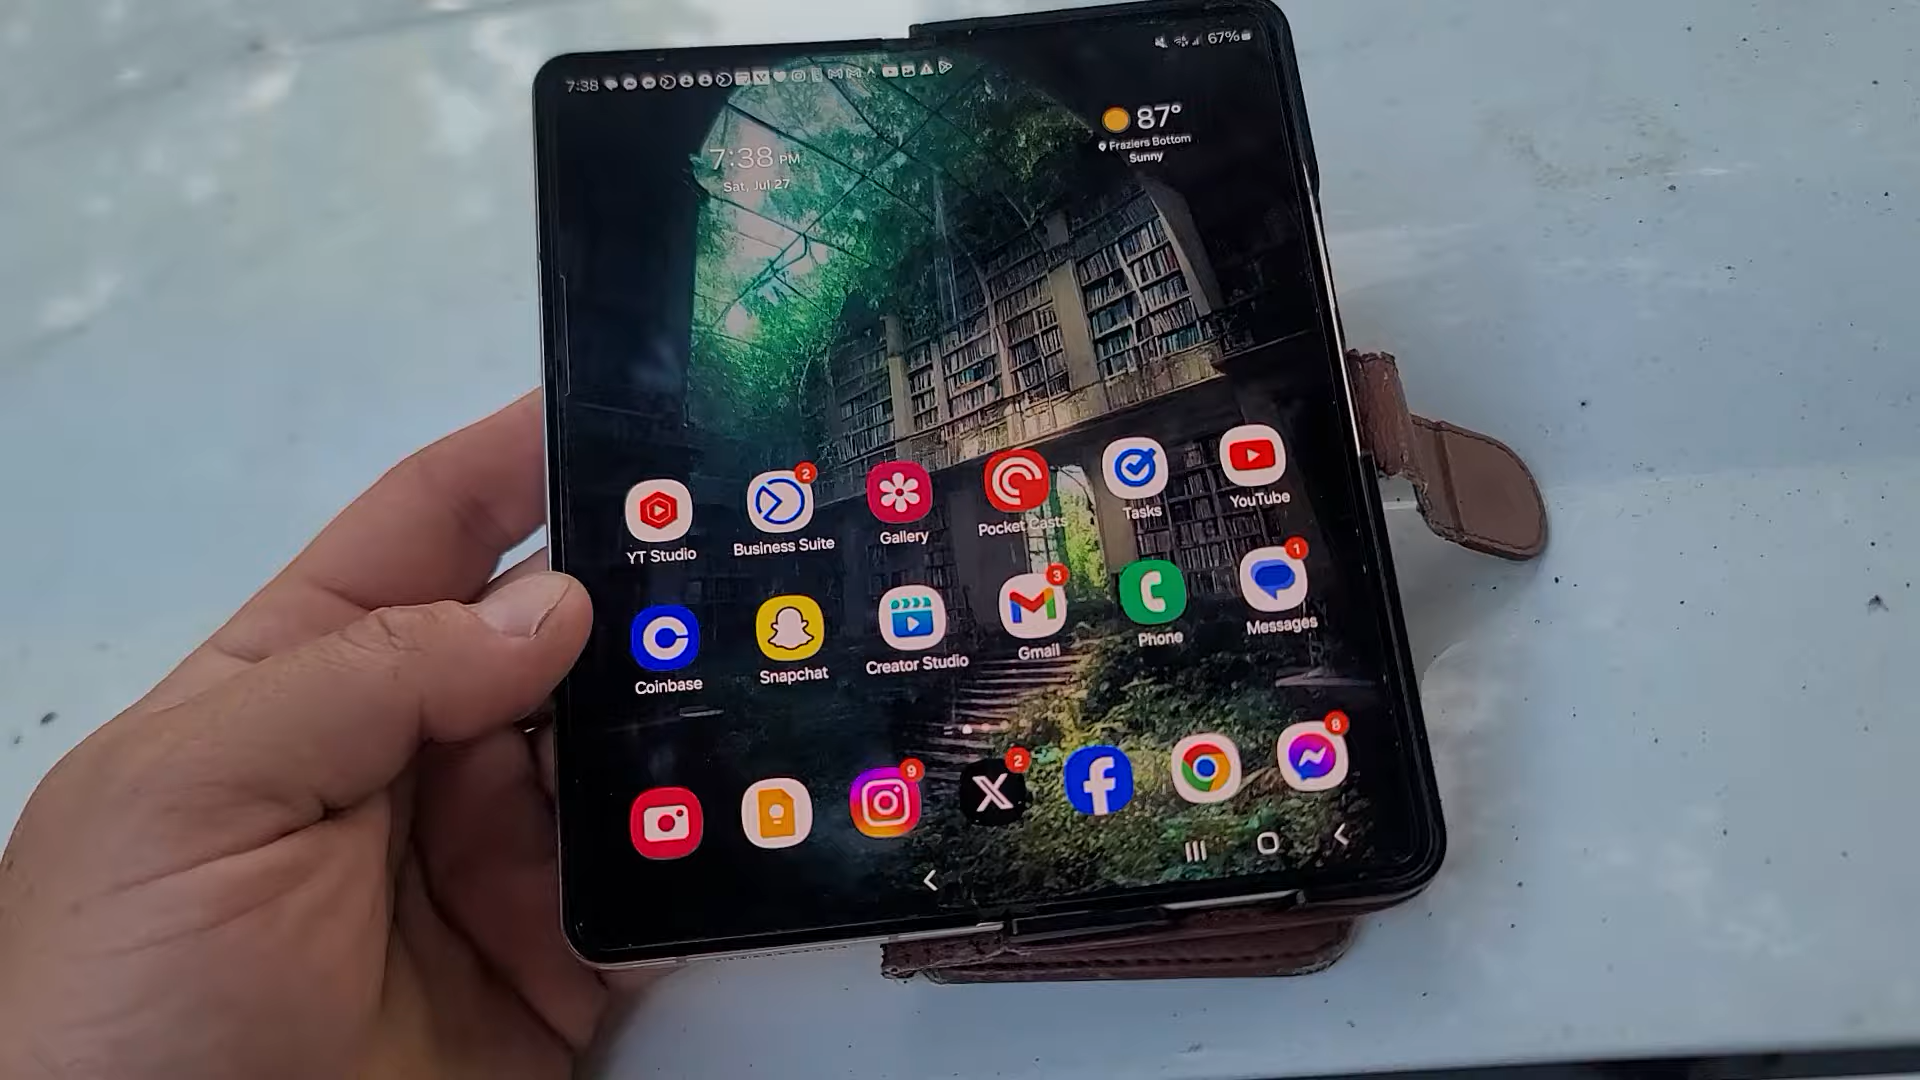 7:38
67%
7:38 PM
Sat, Jul 27
87°
Fraziers Bottom
Sunny
YT Studio
2
Business Suite
Gallery
Pocket Casts
Tasks
YouTube
Coinbase
Snapchat
Creator Studio
3
Gmail
Phone
1
Messages
9
2
8